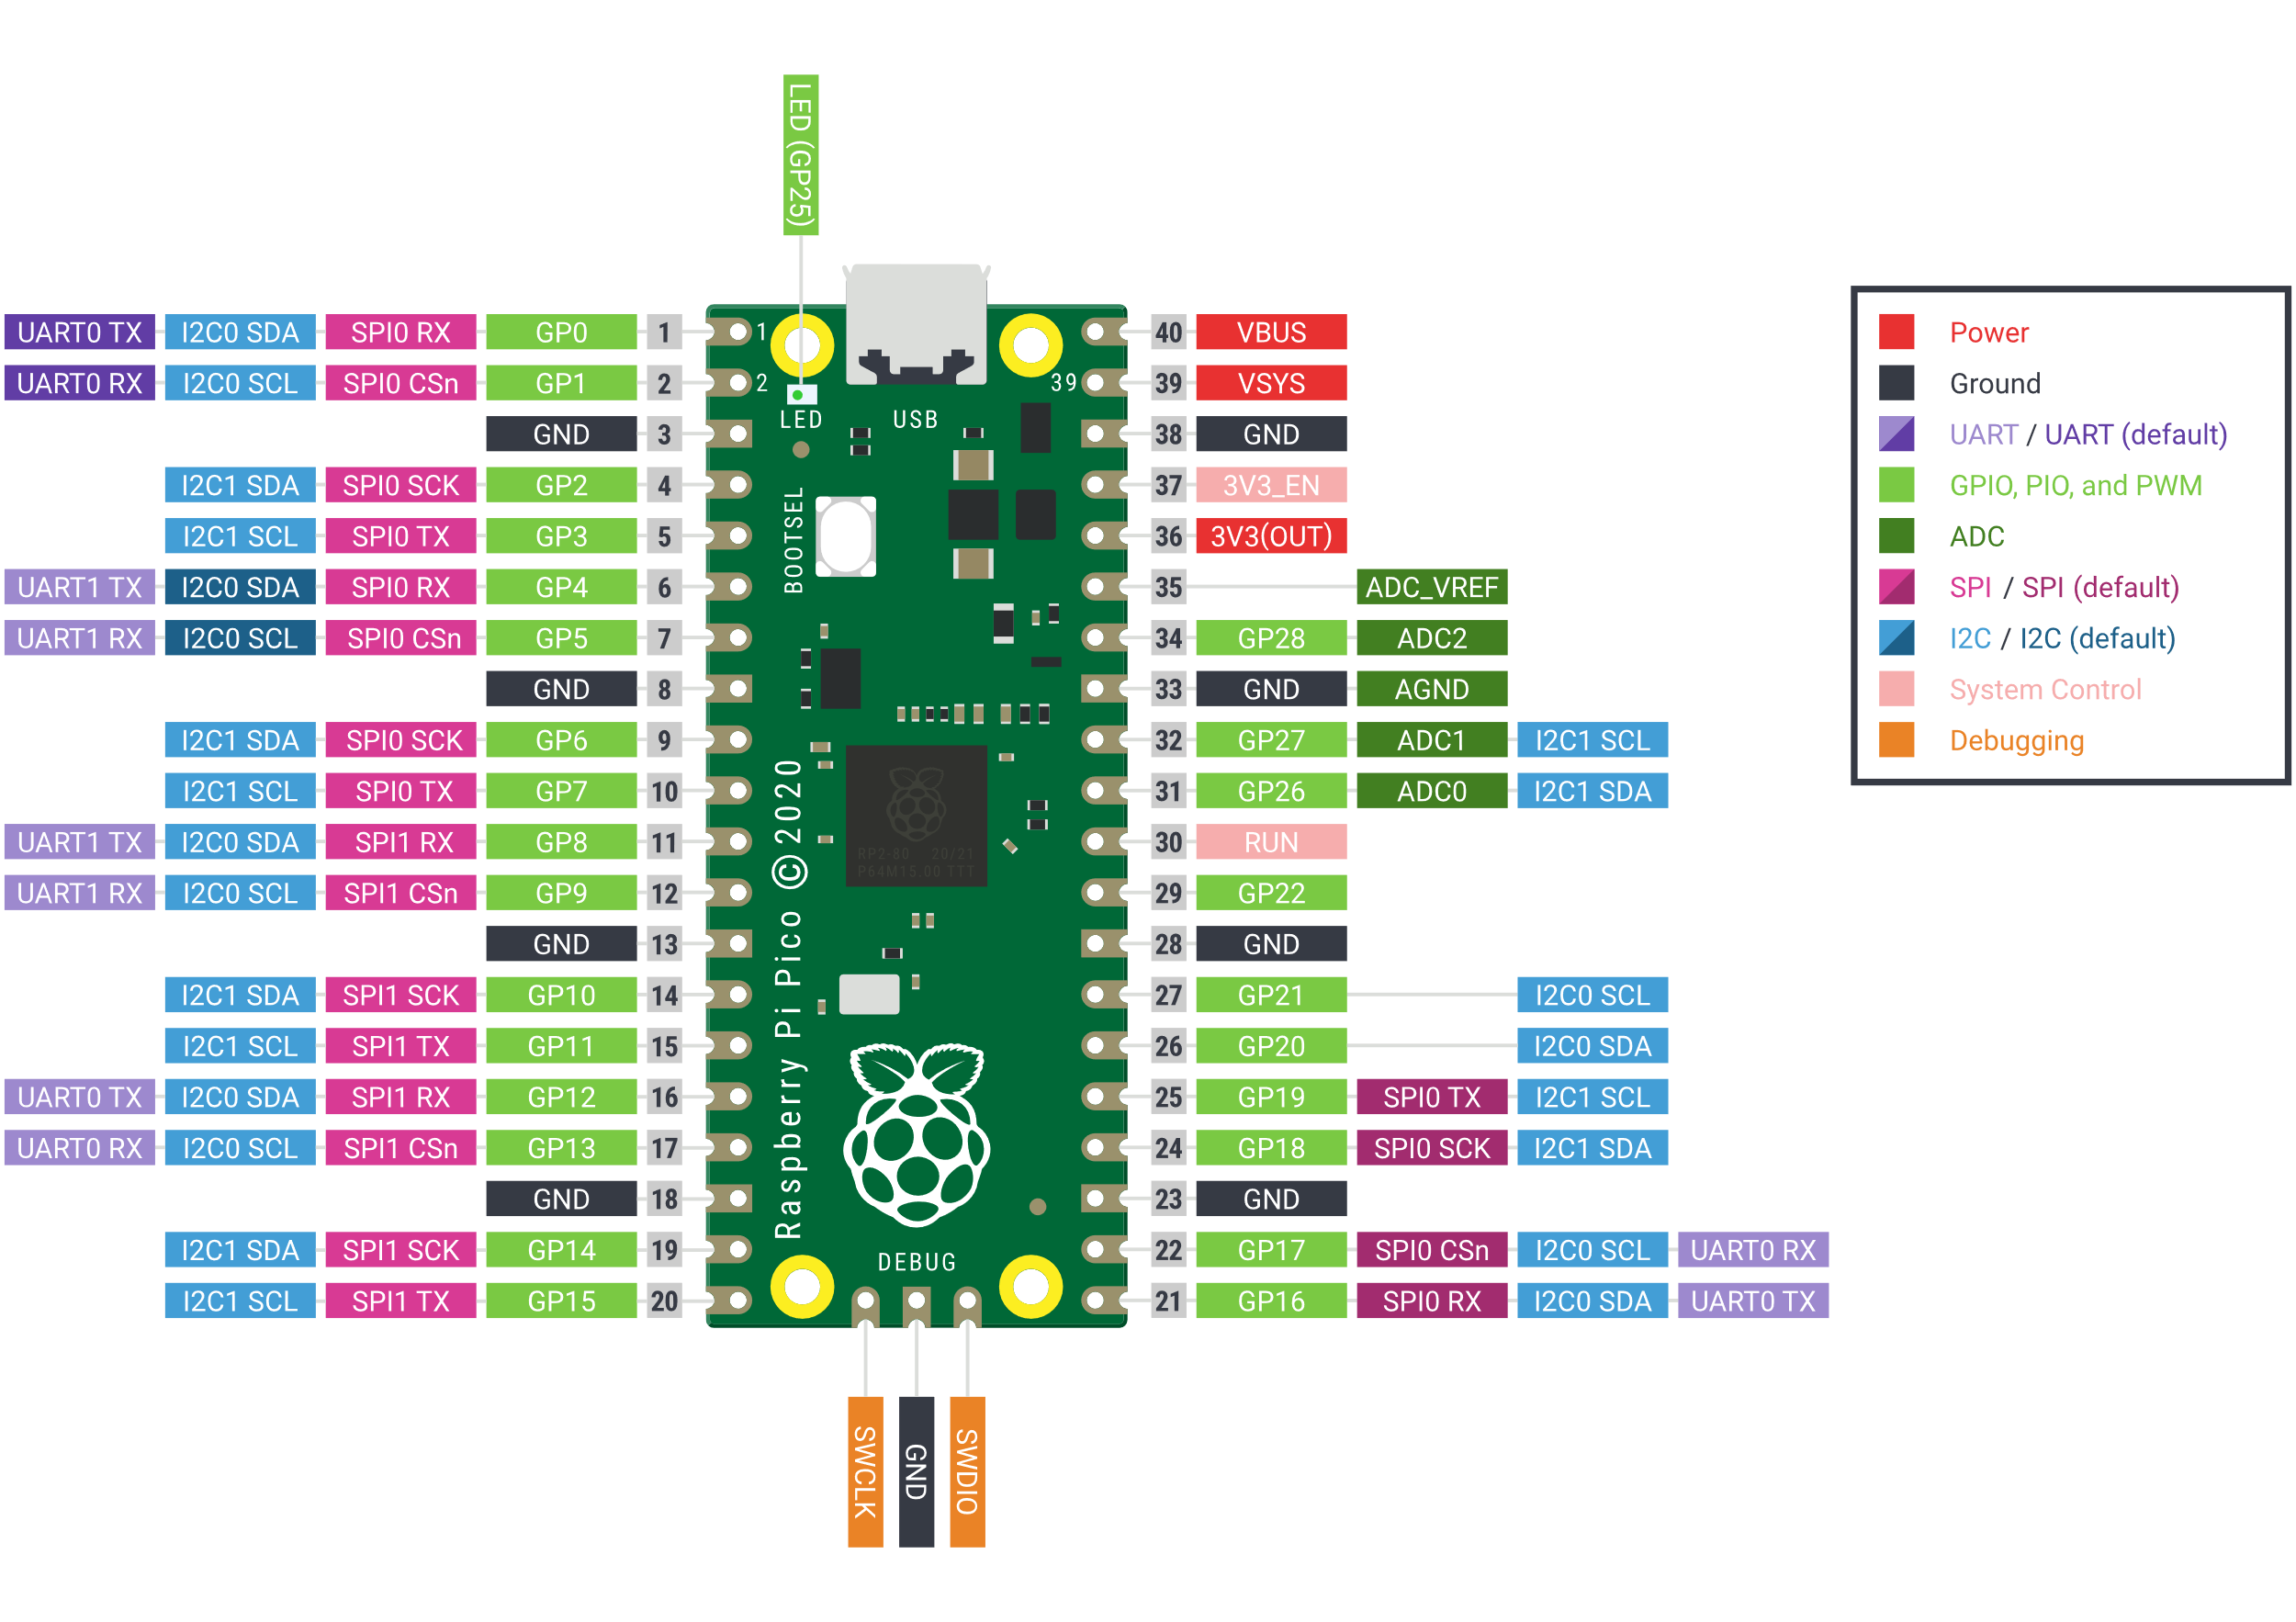 LED (GP25)
UART0 TX I2C0 SDA SPI0 RX GP0 1 1 40 VBUS
UART0 RX I2C0 SCL SPI0 CSn GP1 2 2 39 39 VSYS
LED USB
GND 3 38 GND
I2C1 SDA SPI0 SCK GP2 4 37 3V3_EN
I2C1 SCL SPI0 TX GP3 5 36 3V3(OUT)
BOOTSEL
UART1 TX I2C0 SDA SPI0 RX GP4 6 35 ADC_VREF
UART1 RX I2C0 SCL SPI0 CSn GP5 7 34 GP28 ADC2
GND 8 33 GND AGND
I2C1 SDA SPI0 SCK GP6 9 32 GP27 ADC1 I2C1 SCL
I2C1 SCL SPI0 TX GP7 10 31 GP26 ADC0 I2C1 SDA
UART1 TX I2C0 SDA SPI1 RX GP8 11 30 RUN
RP2-80 20/21
P64M15.00 TTT
UART1 RX I2C0 SCL SPI1 CSn GP9 12 29 GP22
GND 13 28 GND
Raspberry Pi Pico ©2020
I2C1 SDA SPI1 SCK GP10 14 27 GP21 I2C0 SCL
I2C1 SCL SPI1 TX GP11 15 26 GP20 I2C0 SDA
UART0 TX I2C0 SDA SPI1 RX GP12 16 25 GP19 SPI0 TX I2C1 SCL
UART0 RX I2C0 SCL SPI1 CSn GP13 17 24 GP18 SPI0 SCK I2C1 SDA
GND 18 23 GND
I2C1 SDA SPI1 SCK GP14 19 22 GP17 SPI0 CSn I2C0 SCL UART0 RX
DEBUG
I2C1 SCL SPI1 TX GP15 20 21 GP16 SPI0 RX I2C0 SDA UART0 TX
SWCLK
GND
SWDIO
Power
Ground
UART / UART (default)
GPIO, PIO, and PWM
ADC
SPI / SPI (default)
I2C / I2C (default)
System Control
Debugging